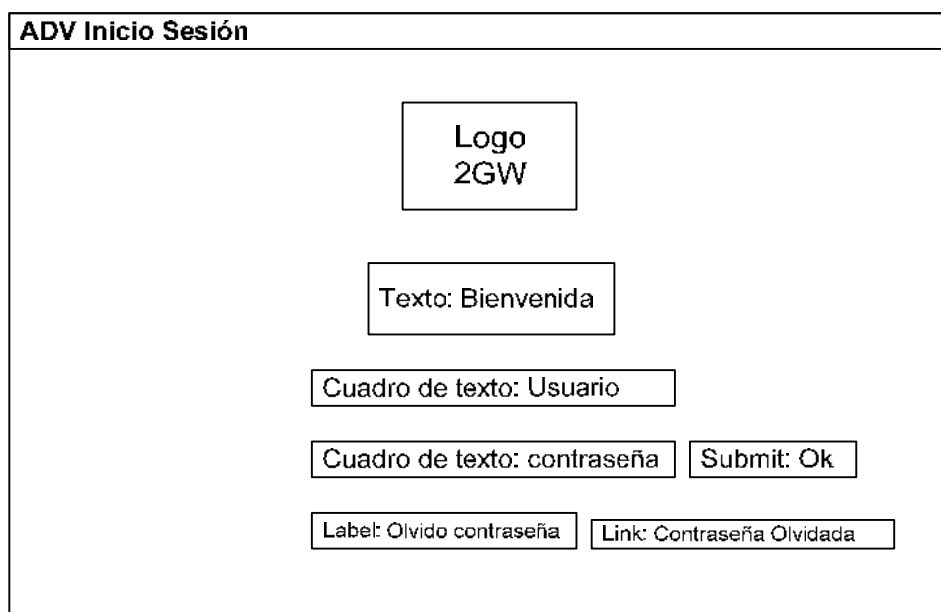 ADV Inicio Sesión
Logo
2GW
Texto: Bienvenida
Cuadro de texto: Usuario
Cuadro de texto: contraseña
Submit: Ok
Label: Olvido contraseña
Link: Contraseña Olvidada